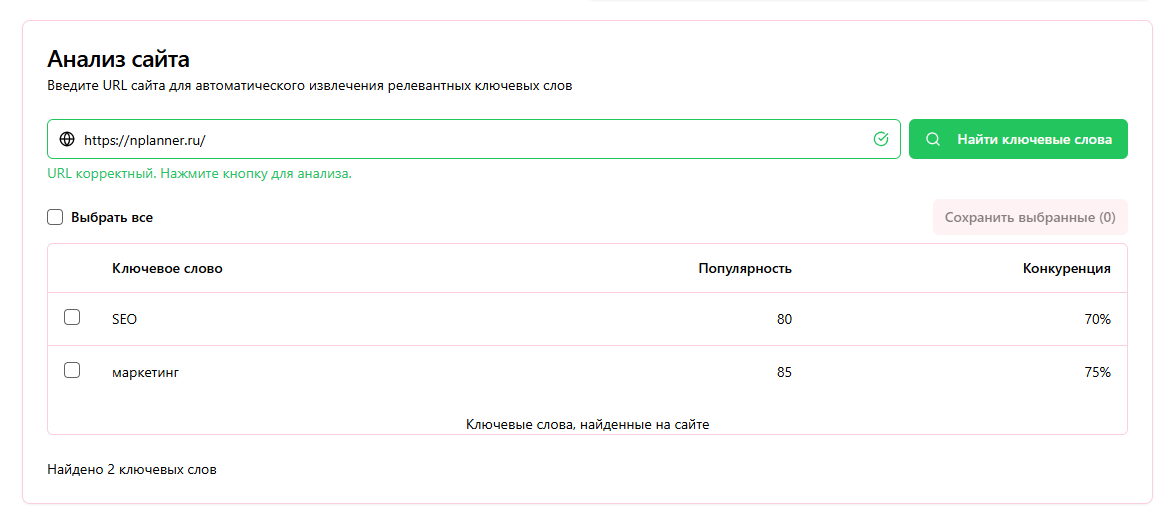 Анализ сайта
Введите URL сайта для автоматического извлечения релевантных ключевых слов
https://nplanner.ru/
Найти ключевые слова
URL корректный. Нажмите кнопку для анализа.
Выбрать все
Сохранить выбранные (0)
Ключевое слово Популярность Конкуренция
SEO 80 70%
маркетинг 85 75%
Ключевые слова, найденные на сайте
Найдено 2 ключевых слов